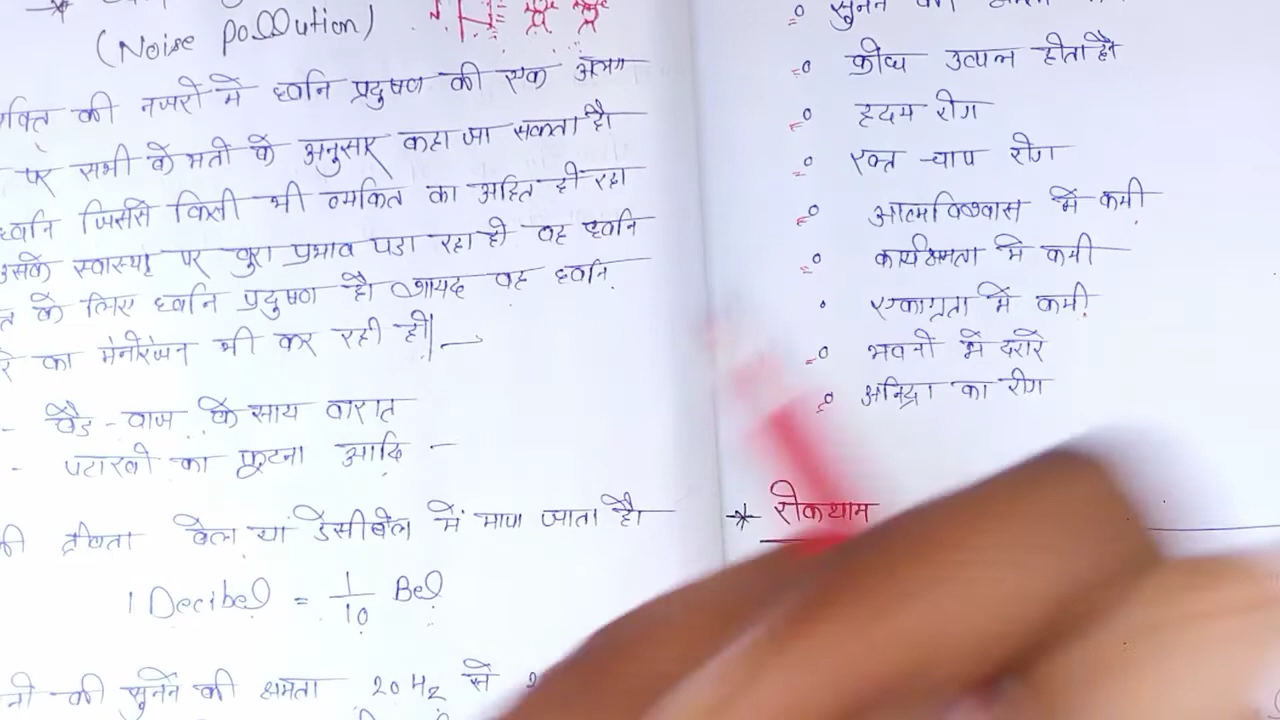 (Noise pollution)
की नजरो में ध्वनि प्रदुषण की एक अलग
पर सभी के मतो के अनुसार कहा जा सकता है।
ध्वनि जिससे किसी भी व्यकित का अहित हो रहा
उसके स्वास्थ्य पर बुरा प्रभाव पडा रहा हो वह ध्वनि
के लिए ध्वनि प्रदुषण है। शायद वह ध्वनि
का मनोरंजन भी कर रही हो।
- बैंड - बाजे के साथ बारात
- पटाखो का फूटना आदि -
की तीव्रता बेल या डेसीबेल में मापा जाता है।
1 Decibel = 1/10 Bel
की सुनने की क्षमता 20 Hz से
सुनने की क्षमता
क्रोध उत्पन्न होता है
हृदय रोग
रक्त - चाप रोग
आत्मविश्वास में कमी
कार्यक्षमता मे कमी
एकाग्रता में कमी
भवनो में दरारे
अनिद्रा का रोग
* रोकथाम